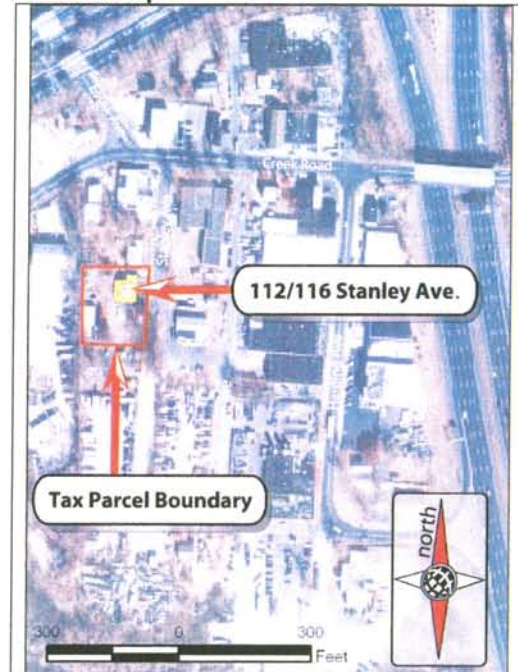 Creek Road
112/116 Stanley Ave.
Tax Parcel Boundary
north
300 0 300
Feet